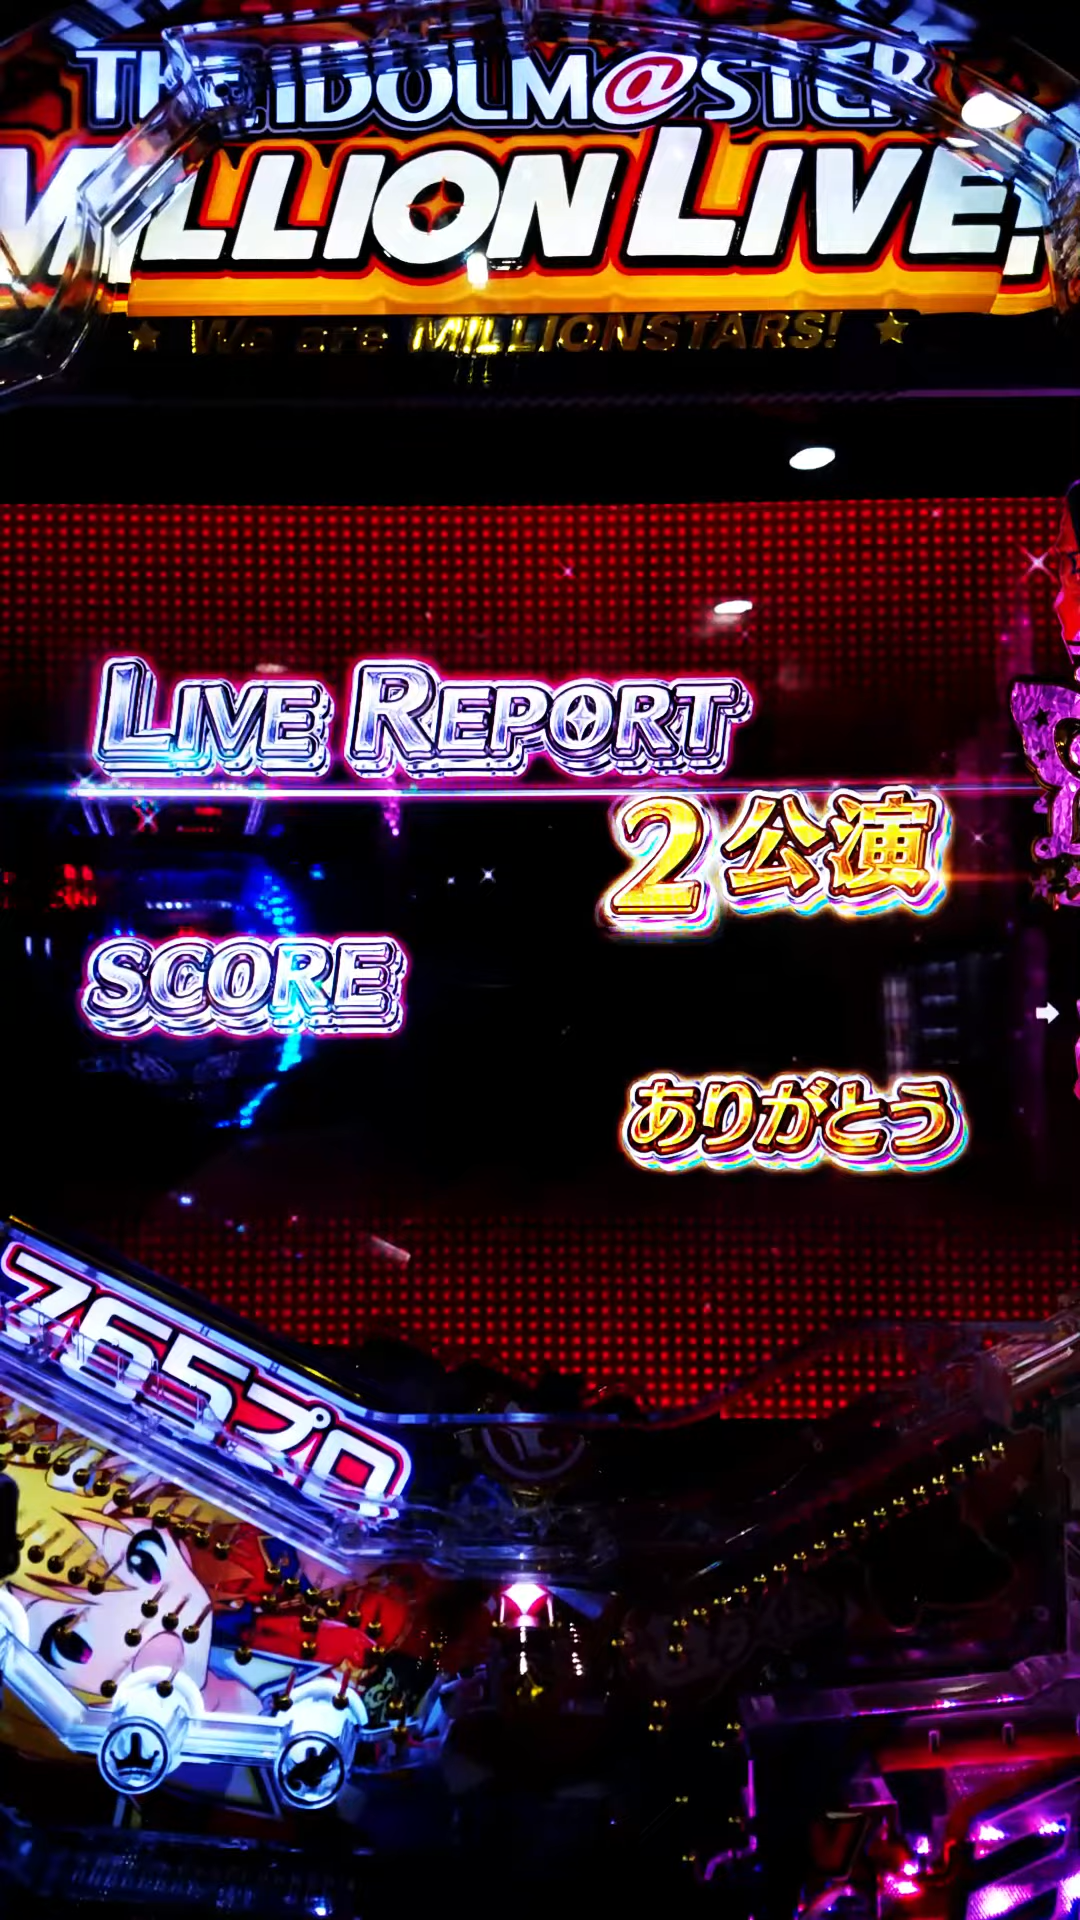 THE IDOLM@STER
MILLION LIVE!
★ We are MILLIONSTARS! ★
LIVE REPORT
2公演
SCORE
ありがとう
765プロ